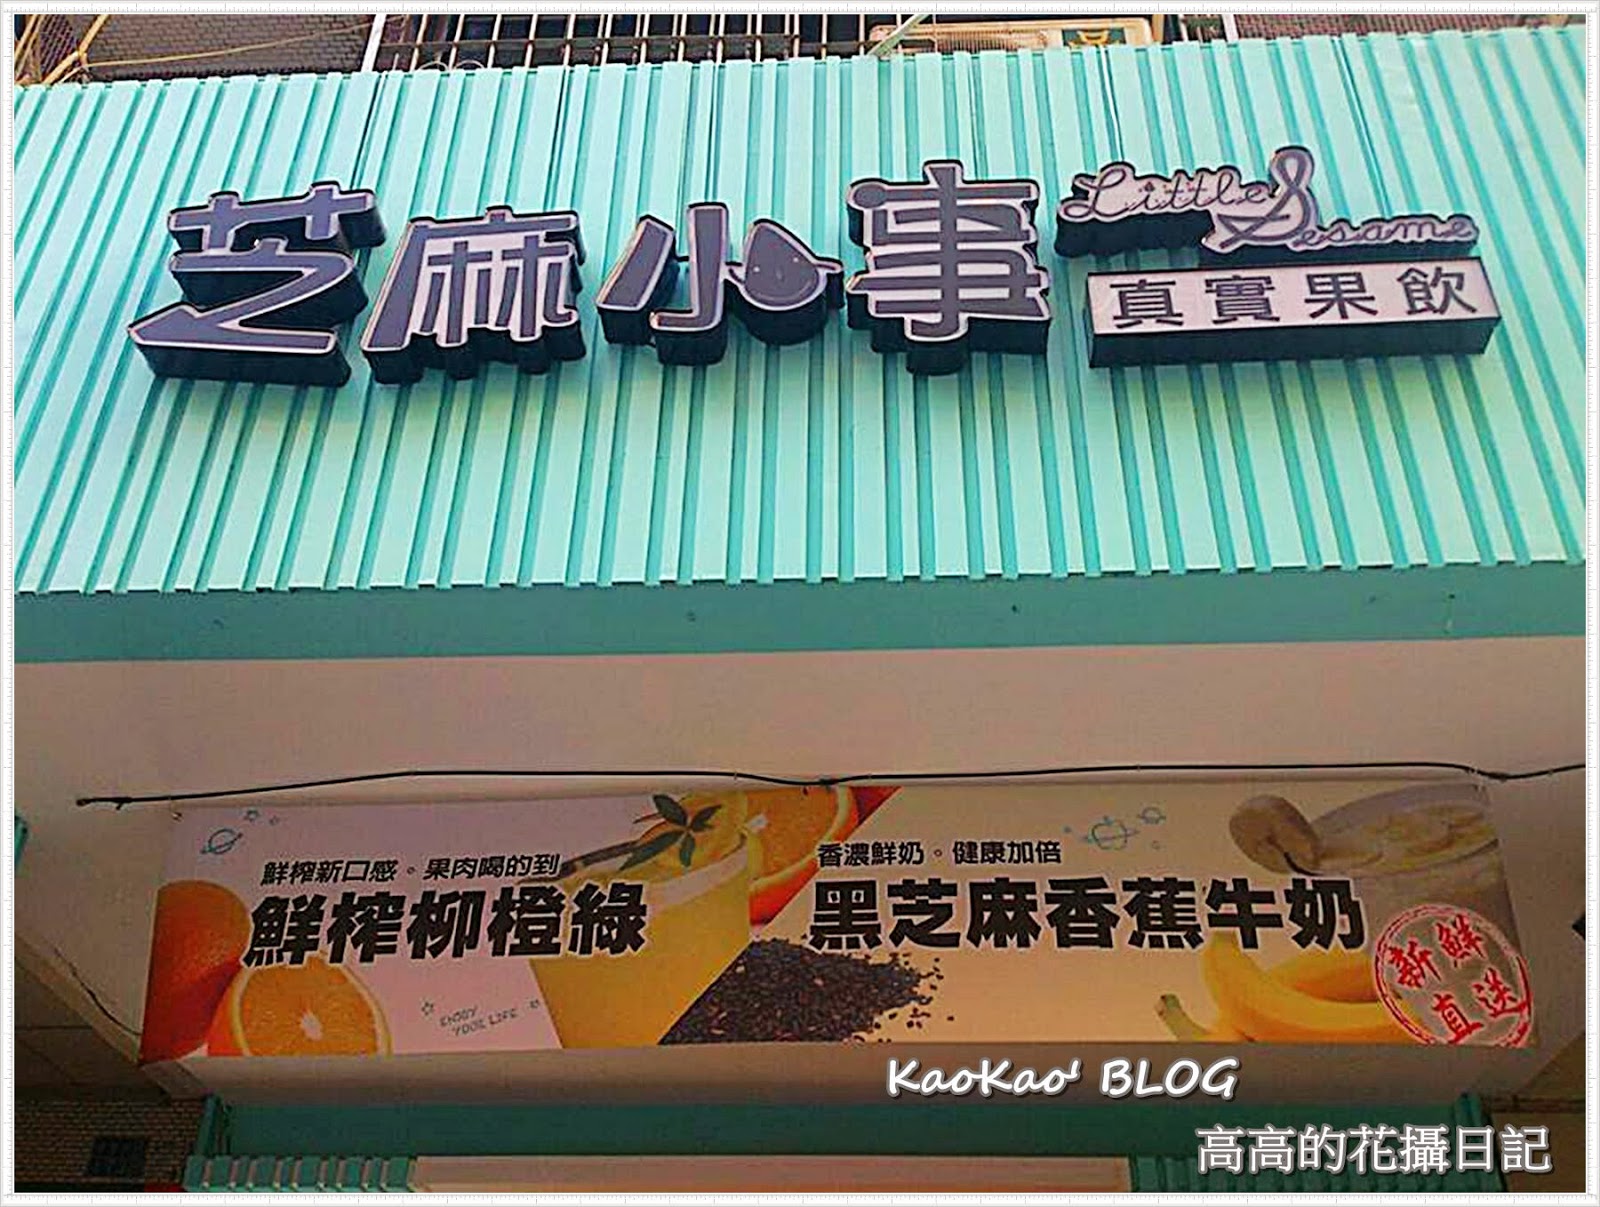 芝麻小事
Little Sesame
真實果飲
鮮榨新口感。果肉喝的到
鮮榨柳橙綠
ENJOY
YOUR LIFE
香濃鮮奶。健康加倍
黑芝麻香蕉牛奶
新鮮
直送
KaoKao' BLOG
高高的花攝日記